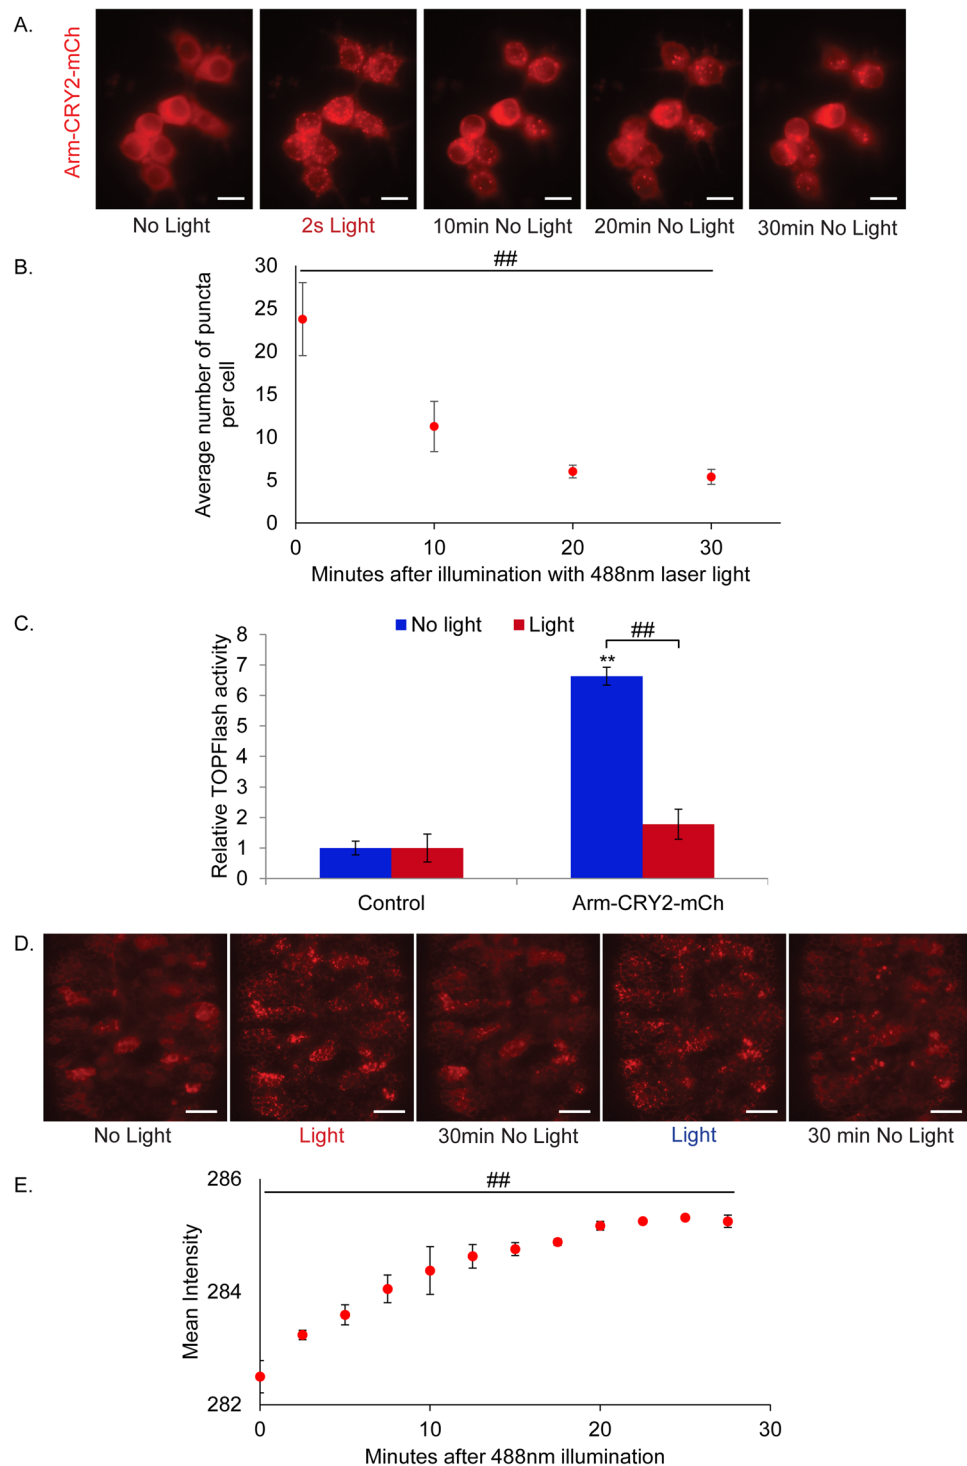 A.
Arm-CRY2-mCh
No Light
2s Light
10min No Light
20min No Light
30min No Light
B.
##
30
25
20
15
10
5
0
Average number of puncta
per cell
0
10
20
30
Minutes after illumination with 488nm laser light
C.
No light
Light
##
**
8
7
6
5
4
3
2
1
0
Relative TOPFlash activity
Control
Arm-CRY2-mCh
D.
No Light
Light
30min No Light
Light
30 min No Light
E.
##
286
284
282
Mean Intensity
0
10
20
30
Minutes after 488nm illumination